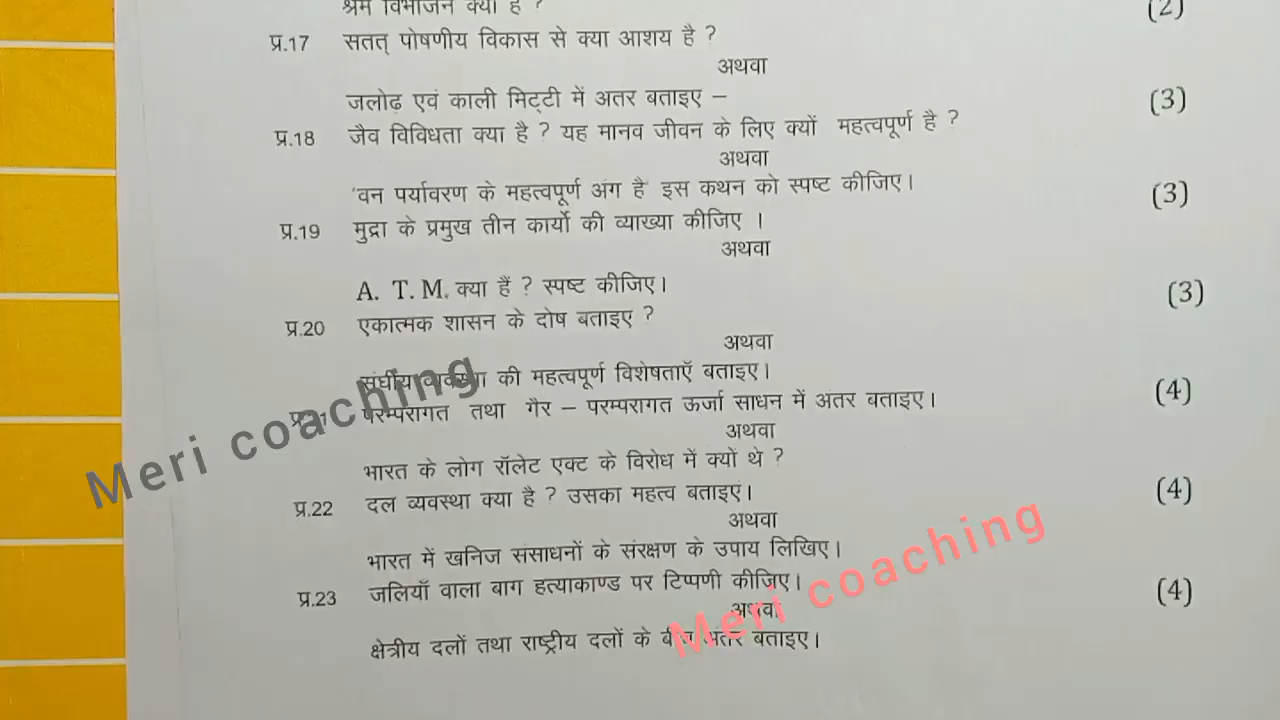 श्रम विभाजन क्या है ? (2)
प्र.17 सतत् पोषणीय विकास से क्या आशय है ?
अथवा
जलोढ़ एवं काली मिट्टी में अतर बताइए – (3)
प्र.18 जैव विविधता क्या है ? यह मानव जीवन के लिए क्यों महत्वपूर्ण है ?
अथवा
'वन पर्यावरण के महत्वपूर्ण अंग है' इस कथन को स्पष्ट कीजिए। (3)
प्र.19 मुद्रा के प्रमुख तीन कार्यो की व्याख्या कीजिए ।
अथवा
A. T. M. क्या हैं ? स्पष्ट कीजिए। (3)
प्र.20 एकात्मक शासन के दोष बताइए ?
अथवा
संघीय व्यवस्था की महत्वपूर्ण विशेषताएँ बताइए। (4)
परम्परागत तथा गैर – परम्परागत ऊर्जा साधन में अंतर बताइए।
अथवा
भारत के लोग रॉलेट एक्ट के विरोध में क्यों थे ? (4)
प्र.22 दल व्यवस्था क्या है ? उसका महत्व बताइएं।
अथवा
भारत में खनिज संसाधनों के संरक्षण के उपाय लिखिए। (4)
प्र.23 जलियाँ वाला बाग हत्याकाण्ड पर टिप्पणी कीजिए।
अथवा
क्षेत्रीय दलों तथा राष्ट्रीय दलों के बीच अंतर बताइए।
Meri coaching
Meri coaching